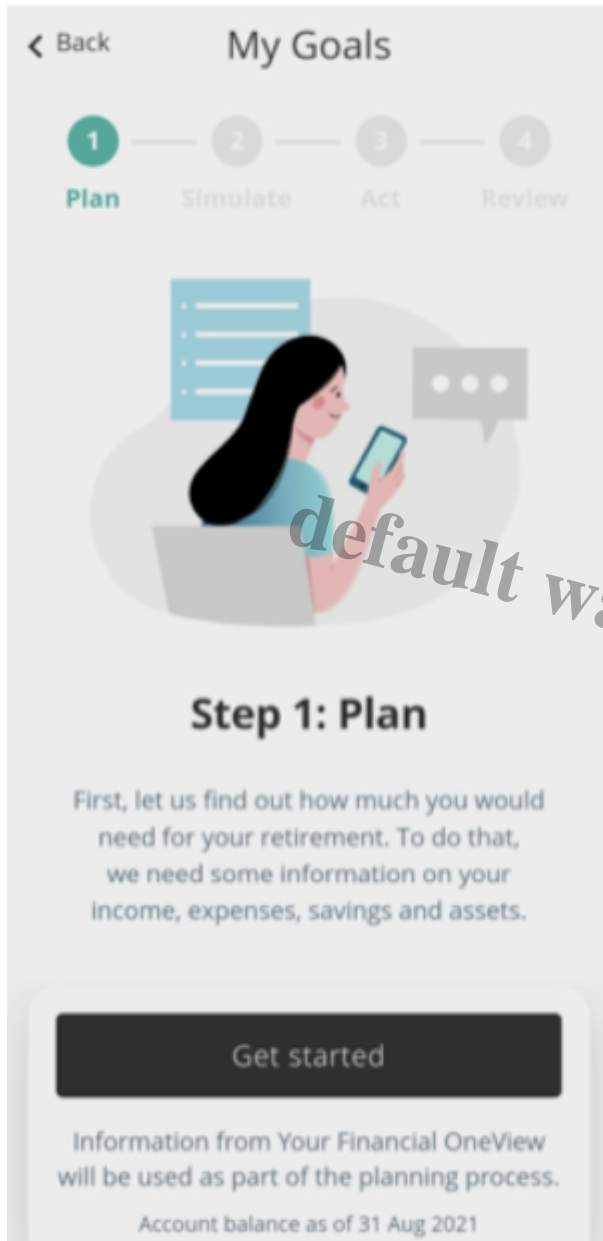 Back
My Goals
1
2
3
4
Plan
Simulate
Act
Review
default
Step 1: Plan
First, let us find out how much you would
need for your retirement. To do that,
we need some information on your
income, expenses, savings and assets.
Get started
Information from Your Financial OneView
will be used as part of the planning process.
Account balance as of 31 Aug 2021